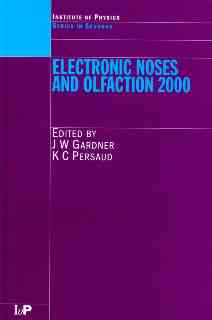 INSTITUTE OF PHYSICS
SERIES IN SENSORS
ELECTRONIC NOSES
AND OLFACTION 2000
EDITED BY
J W GARDNER
K C PERSAUD
IoP